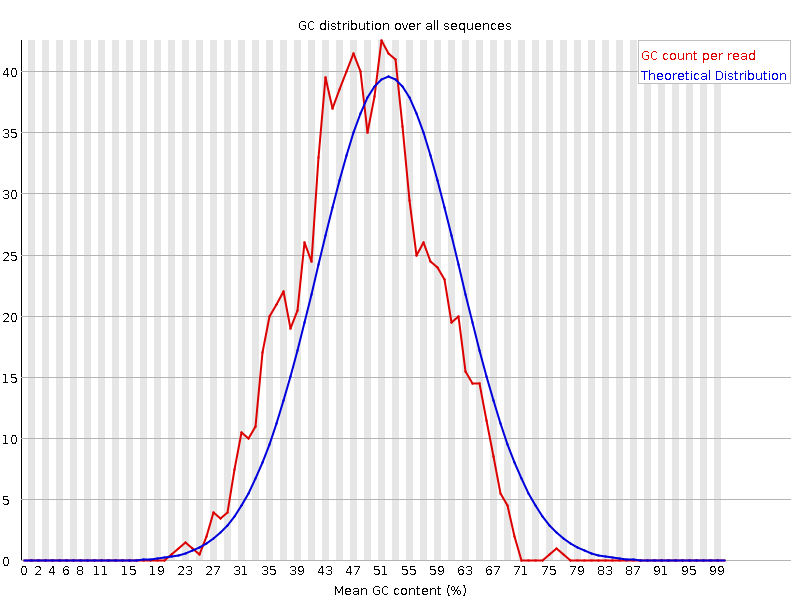 GC distribution over all sequences
GC count per read
Theoretical Distribution
40
35
30
25
20
15
10
5
0
0 2 4 6 8 11 15 19 23 27 31 35 39 43 47 51 55 59 63 67 71 75 79 83 87 91 95 99
Mean GC content (%)